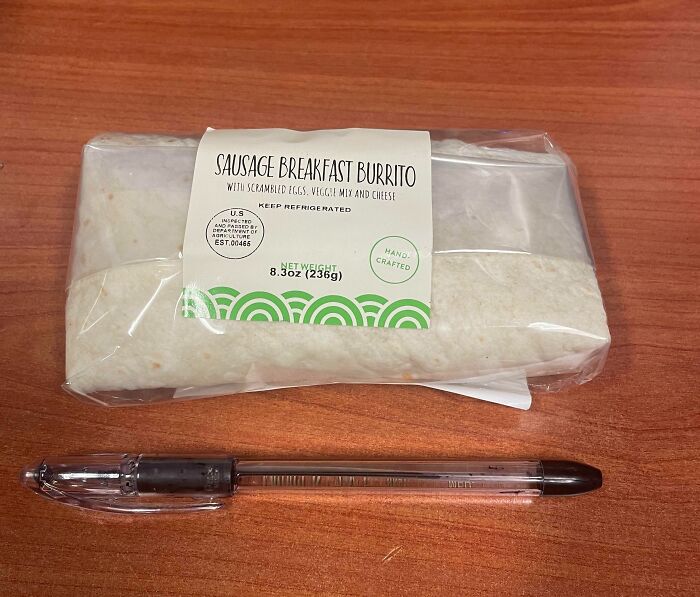 SAUSAGE BREAKFAST BURRITO
WITH SCRAMBLED EGGS, VEGGIE MIX AND CHEESE
KEEP REFRIGERATED
U.S
INSPECTED
AND PASSED BY
DEPARTMENT OF
AGRICULTURE
EST.00465
HAND-
CRAFTED
NET WEIGHT
8.3oz (236g)